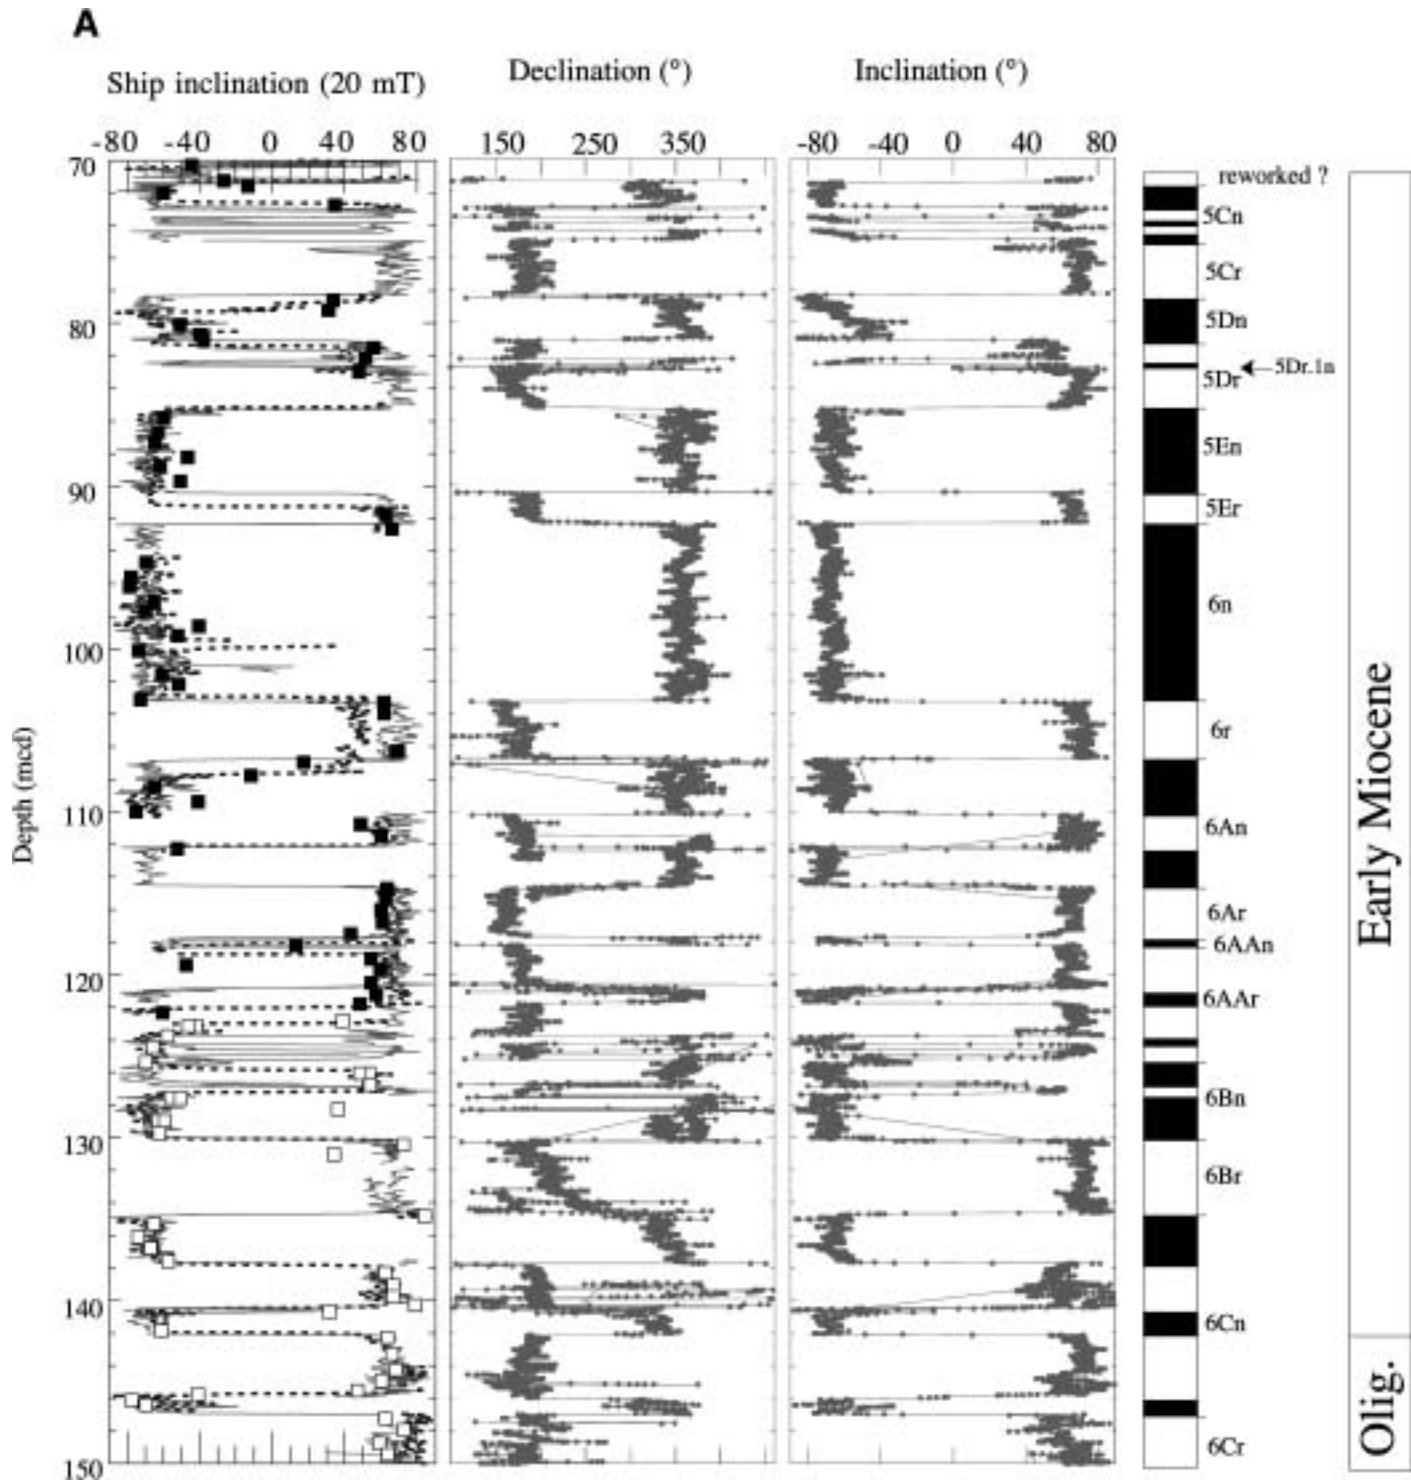 A
Ship inclination (20 mT)
Declination (°)
Inclination (°)
-80 -40 0 40 80
150 250 350
-80 -40 0 40 80
70
80
90
100
110
120
130
140
150
Depth (mcd)
reworked ?
5Cn
5Cr
5Dn
5Dr
5Dr.1n
5En
5Er
6n
6r
6An
6Ar
6AAn
6AAr
6Bn
6Br
6Cn
6Cr
Early Miocene
Olig.